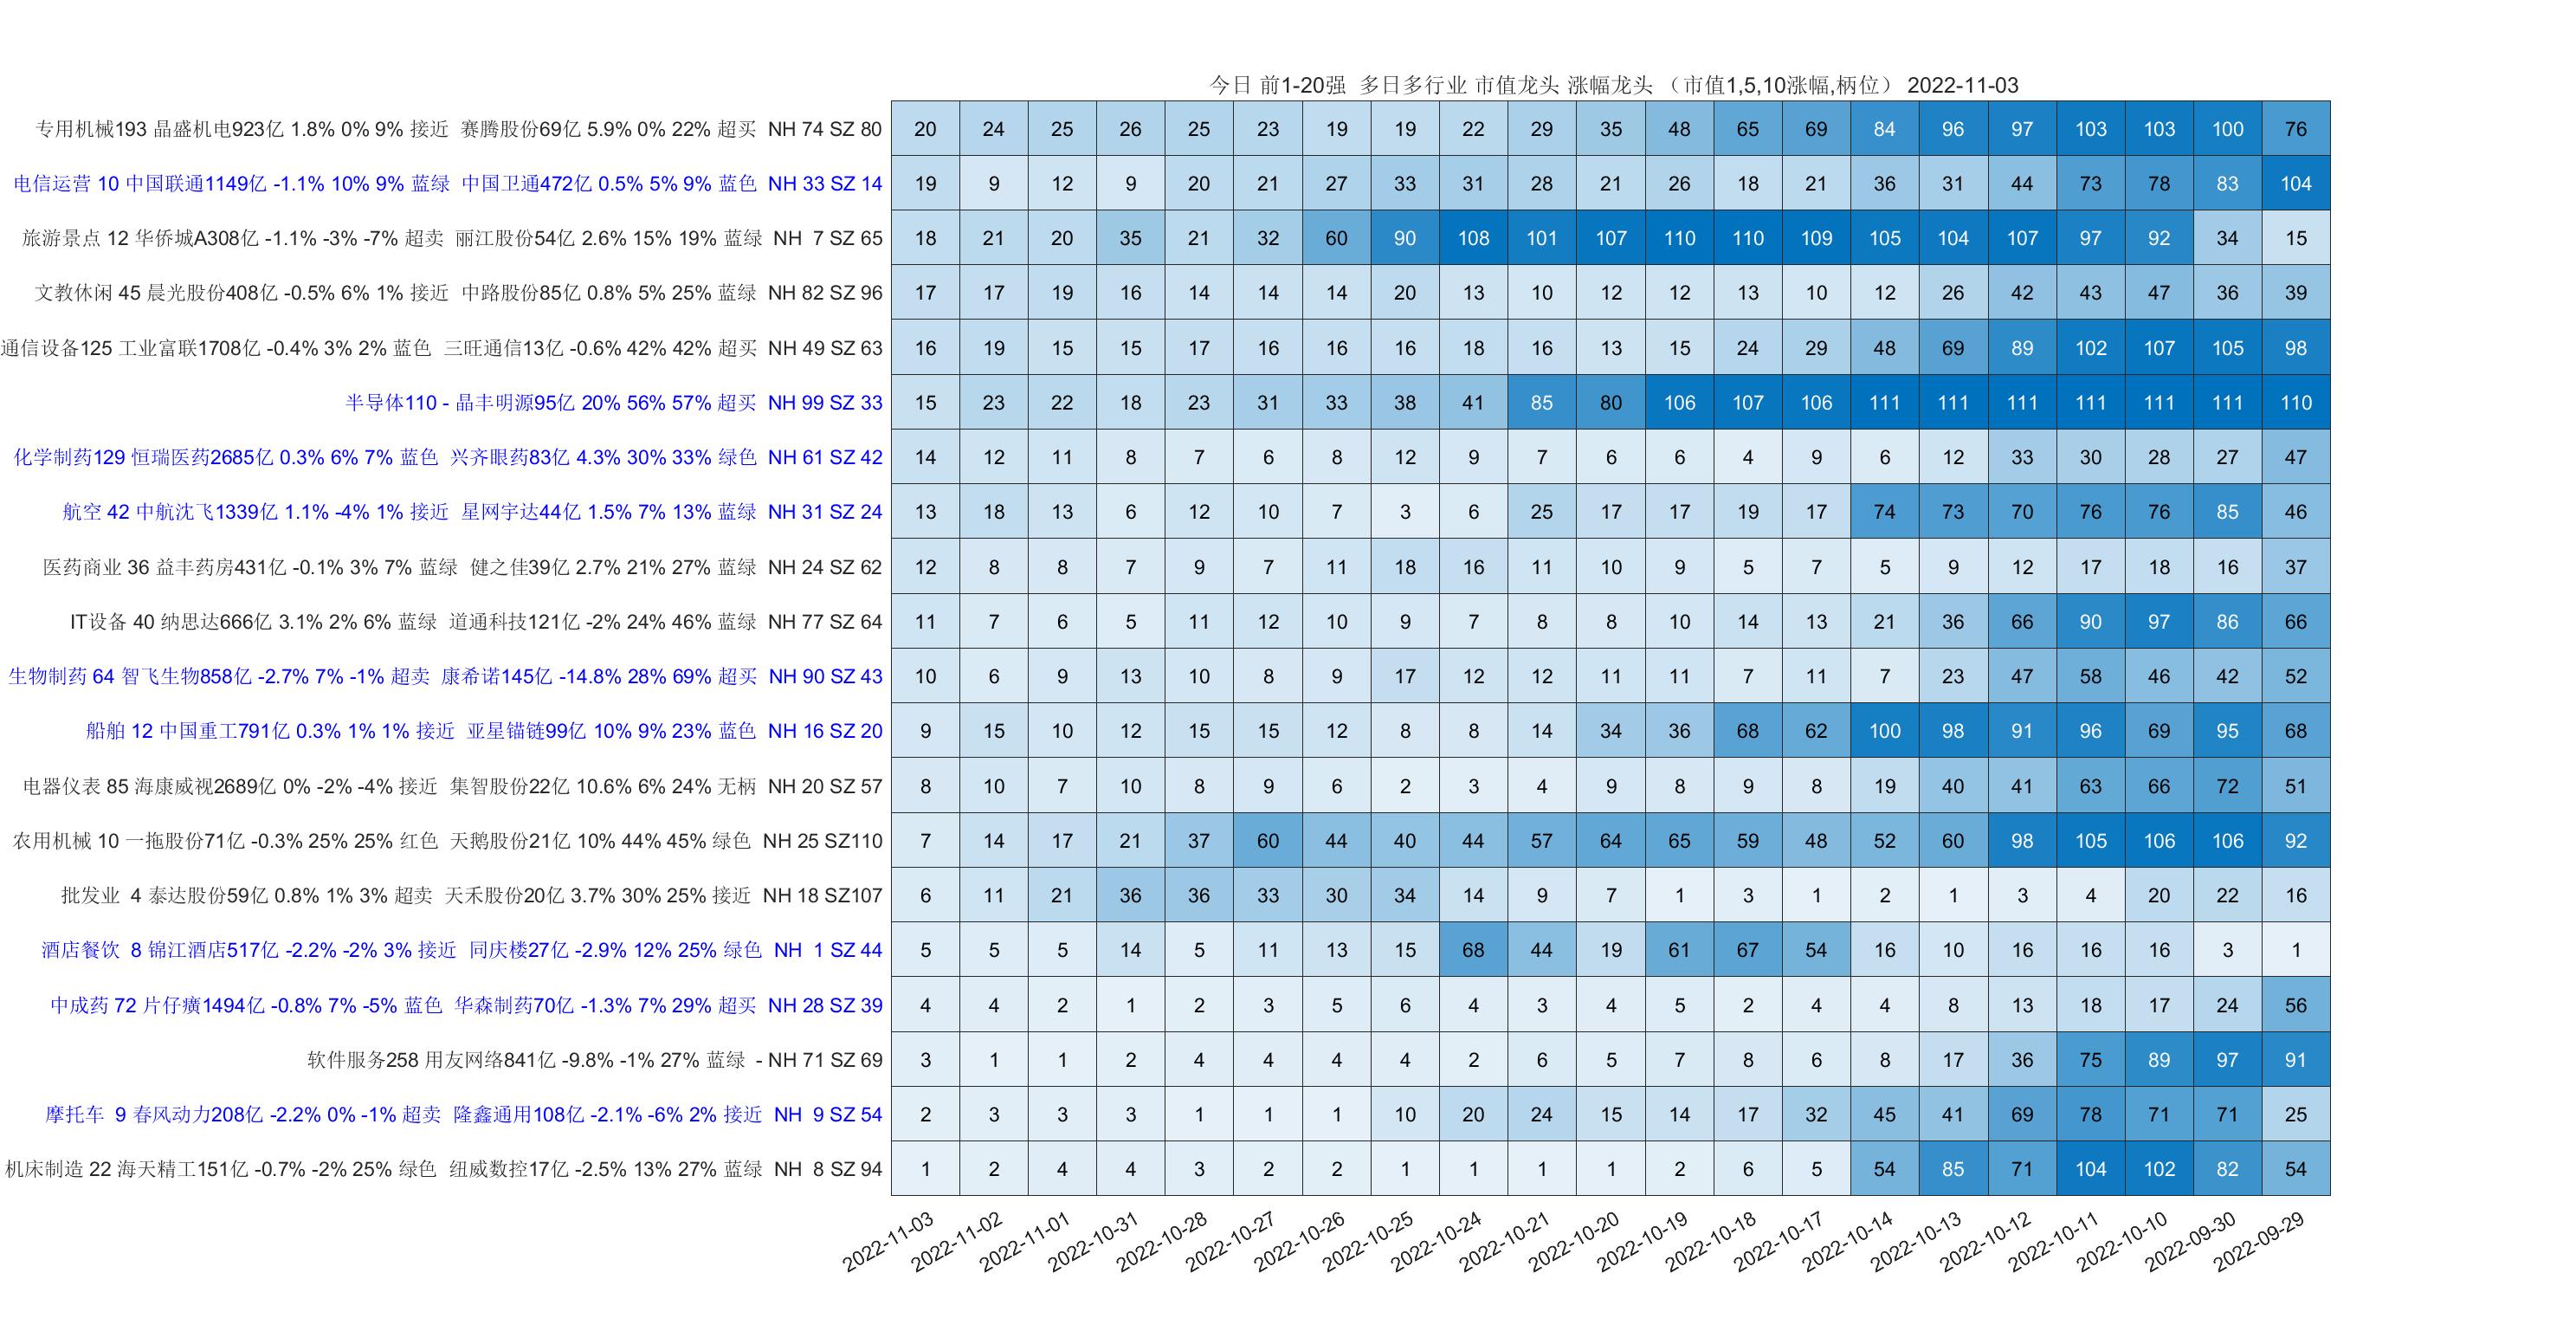 今日 前1-20强 多日多行业 市值龙头 涨幅龙头 （市值1,5,10涨幅,柄位） 2022-11-03
专用机械193 晶盛机电923亿 1.8% 0% 9% 接近 赛腾股份69亿 5.9% 0% 22% 超买 NH 74 SZ 80 20 24 25 26 25 23 19 19 22 29 35 48 65 69 84 96 97 103 103 100 76
电信运营 10 中国联通1149亿 -1.1% 10% 9% 蓝绿 中国卫通472亿 0.5% 5% 9% 蓝色 NH 33 SZ 14 19 9 12 9 20 21 27 33 31 28 21 26 18 21 36 31 44 73 78 83 104
旅游景点 12 华侨城A308亿 -1.1% -3% -7% 超卖 丽江股份54亿 2.6% 15% 19% 蓝绿 NH 7 SZ 65 18 21 20 35 21 32 60 90 108 101 107 110 110 109 105 104 107 97 92 34 15
文教休闲 45 晨光股份408亿 -0.5% 6% 1% 接近 中路股份85亿 0.8% 5% 25% 蓝绿 NH 82 SZ 96 17 17 19 16 14 14 14 20 13 10 12 12 13 10 12 26 42 43 47 36 39
通信设备125 工业富联1708亿 -0.4% 3% 2% 蓝色 三旺通信13亿 -0.6% 42% 42% 超买 NH 49 SZ 63 16 19 15 15 17 16 16 16 18 16 13 15 24 29 48 69 89 102 107 105 98
半导体110 - 晶丰明源95亿 20% 56% 57% 超买 NH 99 SZ 33 15 23 22 18 23 31 33 38 41 85 80 106 107 106 111 111 111 111 111 111 110
化学制药129 恒瑞医药2685亿 0.3% 6% 7% 蓝色 兴齐眼药83亿 4.3% 30% 33% 绿色 NH 61 SZ 42 14 12 11 8 7 6 8 12 9 7 6 6 4 9 6 12 33 30 28 27 47
航空 42 中航沈飞1339亿 1.1% -4% 1% 接近 星网宇达44亿 1.5% 7% 13% 蓝绿 NH 31 SZ 24 13 18 13 6 12 10 7 3 6 25 17 17 19 17 74 73 70 76 76 85 46
医药商业 36 益丰药房431亿 -0.1% 3% 7% 蓝绿 健之佳39亿 2.7% 21% 27% 蓝绿 NH 24 SZ 62 12 8 8 7 9 7 11 18 16 11 10 9 5 7 5 9 12 17 18 16 37
IT设备 40 纳思达666亿 3.1% 2% 6% 蓝绿 道通科技121亿 -2% 24% 46% 蓝绿 NH 77 SZ 64 11 7 6 5 11 12 10 9 7 8 8 10 14 13 21 36 66 90 97 86 66
生物制药 64 智飞生物858亿 -2.7% 7% -1% 超卖 康希诺145亿 -14.8% 28% 69% 超买 NH 90 SZ 43 10 6 9 13 10 8 9 17 12 12 11 11 7 11 7 23 47 58 46 42 52
船舶 12 中国重工791亿 0.3% 1% 1% 接近 亚星锚链99亿 10% 9% 23% 蓝色 NH 16 SZ 20 9 15 10 12 15 15 12 8 8 14 34 36 68 62 100 98 91 96 69 95 68
电器仪表 85 海康威视2689亿 0% -2% -4% 接近 集智股份22亿 10.6% 6% 24% 无柄 NH 20 SZ 57 8 10 7 10 8 9 6 2 3 4 9 8 9 8 19 40 41 63 66 72 51
农用机械 10 一拖股份71亿 -0.3% 25% 25% 红色 天鹅股份21亿 10% 44% 45% 绿色 NH 25 SZ110 7 14 17 21 37 60 44 40 44 57 64 65 59 48 52 60 98 105 106 106 92
批发业 4 泰达股份59亿 0.8% 1% 3% 超卖 天禾股份20亿 3.7% 30% 25% 接近 NH 18 SZ107 6 11 21 36 36 33 30 34 14 9 7 1 3 1 2 1 3 4 20 22 16
酒店餐饮 8 锦江酒店517亿 -2.2% -2% 3% 接近 同庆楼27亿 -2.9% 12% 25% 绿色 NH 1 SZ 44 5 5 5 14 5 11 13 15 68 44 19 61 67 54 16 10 16 16 16 3 1
中成药 72 片仔癀1494亿 -0.8% 7% -5% 蓝色 华森制药70亿 -1.3% 7% 29% 超买 NH 28 SZ 39 4 4 2 1 2 3 5 6 4 3 4 5 2 4 4 8 13 18 17 24 56
软件服务258 用友网络841亿 -9.8% -1% 27% 蓝绿 - NH 71 SZ 69 3 1 1 2 4 4 4 4 2 6 5 7 8 6 8 17 36 75 89 97 91
摩托车 9 春风动力208亿 -2.2% 0% -1% 超卖 隆鑫通用108亿 -2.1% -6% 2% 接近 NH 9 SZ 54 2 3 3 3 1 1 1 10 20 24 15 14 17 32 45 41 69 78 71 71 25
机床制造 22 海天精工151亿 -0.7% -2% 25% 绿色 纽威数控17亿 -2.5% 13% 27% 蓝绿 NH 8 SZ 94 1 2 4 4 3 2 2 1 1 1 1 2 6 5 54 85 71 104 102 82 54
2022-11-03 2022-11-02 2022-11-01 2022-10-31 2022-10-28 2022-10-27 2022-10-26 2022-10-25 2022-10-24 2022-10-21 2022-10-20 2022-10-19 2022-10-18 2022-10-17 2022-10-14 2022-10-13 2022-10-12 2022-10-11 2022-10-10 2022-09-30 2022-09-29